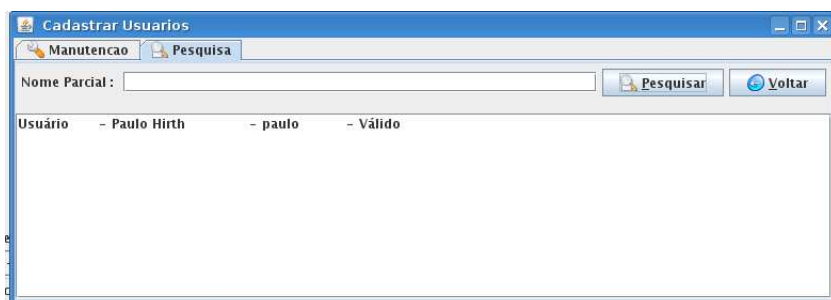 Cadastrar Usuarios
Manutencao Pesquisa
Nome Parcial : Pesquisar Voltar
Usuário - Paulo Hirth - paulo - Válido